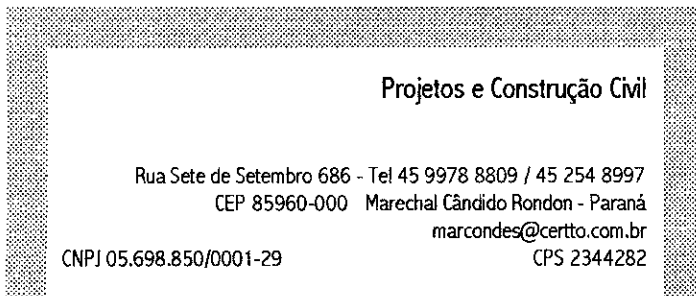 Projetos e Construção Civil
Rua Sete de Setembro 686 - Tel 45 9978 8809 / 45 254 8997
CEP 85960-000 Marechal Cândido Rondon - Paraná
marcondes@certto.com.br
CNPJ 05.698.850/0001-29 CPS 2344282